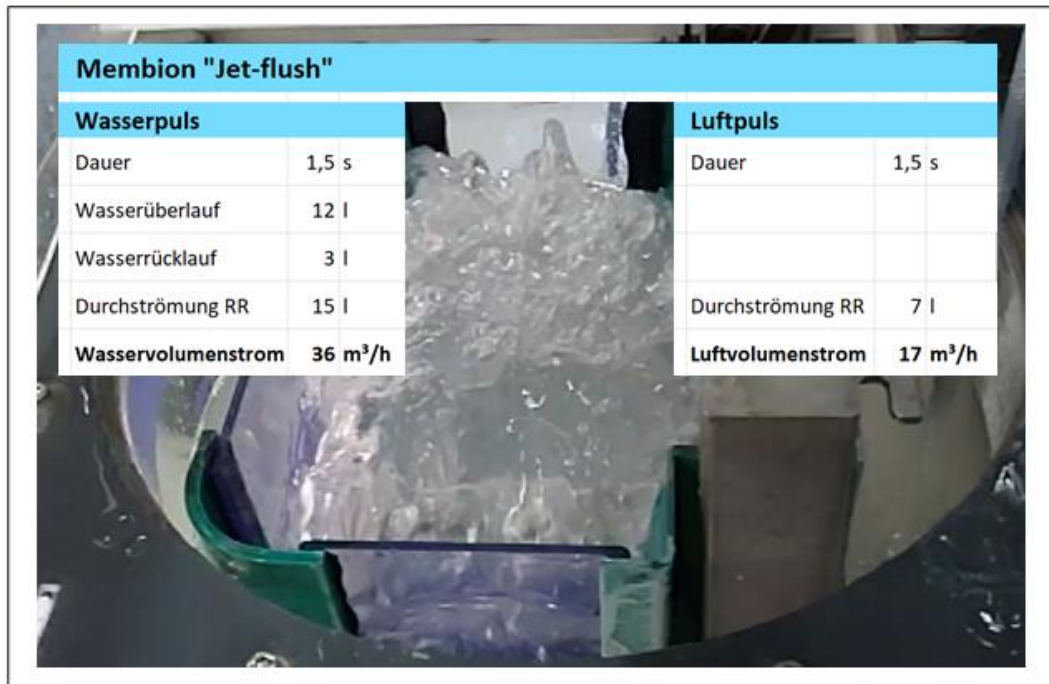 Membion "Jet-flush"
Wasserpuls
Dauer 1,5 s
Wasserüberlauf 12 l
Wasserrücklauf 3 l
Durchströmung RR 15 l
Wasservolumenstrom 36 m³/h
Luftpuls
Dauer 1,5 s
Durchströmung RR 7 l
Luftvolumenstrom 17 m³/h